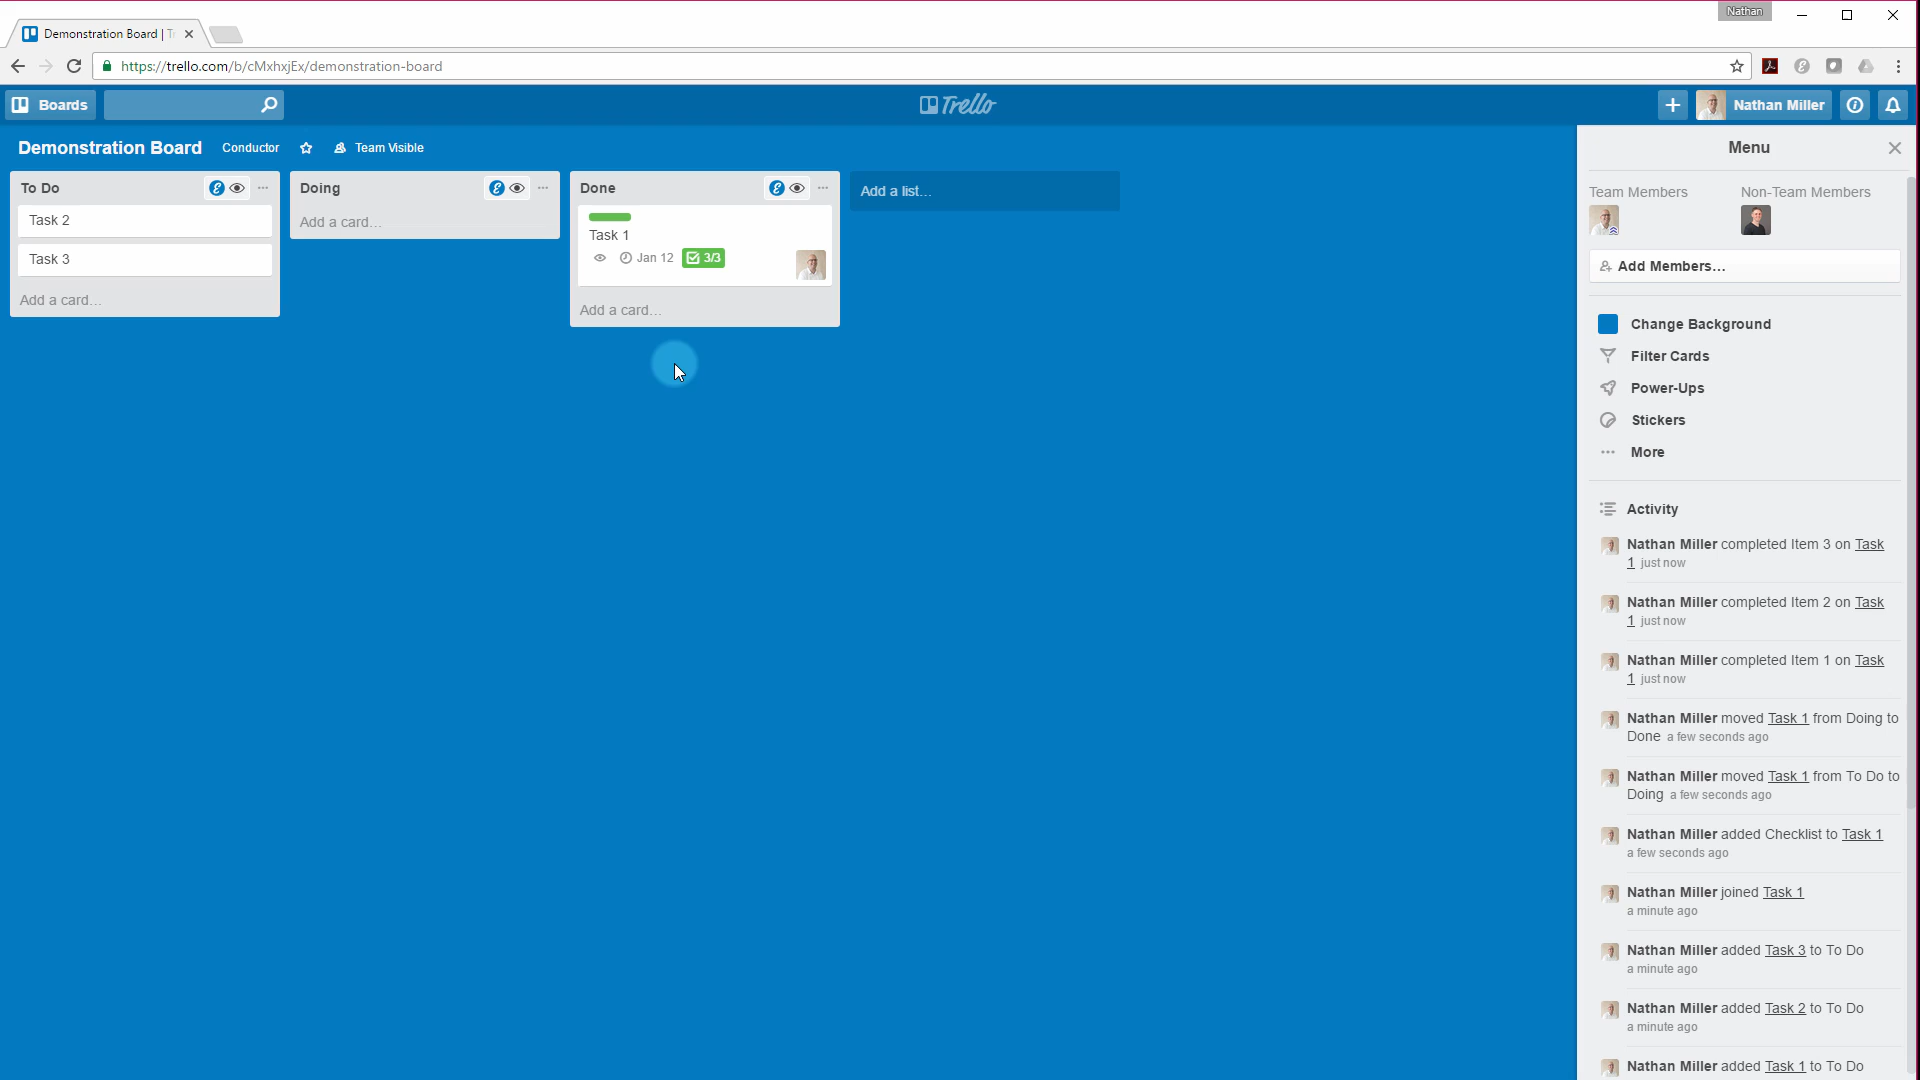 Nathan
Demonstration Board | T
https://trello.com/b/cMxhxjEx/demonstration-board
Boards
Trello
Nathan Miller
Demonstration Board
Conductor
Team Visible
To Do
Task 2
Task 3
Add a card...
Doing
Add a card...
Done
Task 1
Jan 12
3/3
Add a card...
Add a list...
Menu
Team Members
Non-Team Members
Add Members...
Change Background
Filter Cards
Power-Ups
Stickers
More
Activity
Nathan Miller completed Item 3 on Task
1 just now
Nathan Miller completed Item 2 on Task
1 just now
Nathan Miller completed Item 1 on Task
1 just now
Nathan Miller moved Task 1 from Doing to
Done a few seconds ago
Nathan Miller moved Task 1 from To Do to
Doing a few seconds ago
Nathan Miller added Checklist to Task 1
a few seconds ago
Nathan Miller joined Task 1
a minute ago
Nathan Miller added Task 3 to To Do
a minute ago
Nathan Miller added Task 2 to To Do
a minute ago
Nathan Miller added Task 1 to To Do